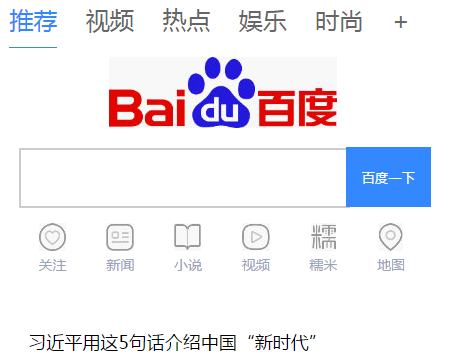 推荐 视频 热点 娱乐 时尚 +
Bai du 百度
百度一下
糯
关注 新闻 小说 视频 糯米 地图
习近平用这5句话介绍中国“新时代”